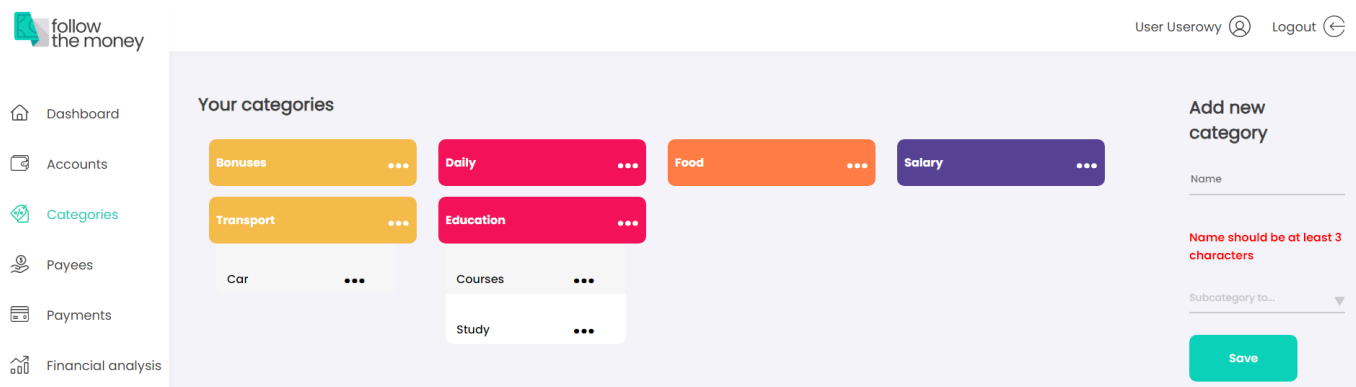 follow
the money
User Userowy
Logout
Dashboard
Accounts
Categories
Payees
Payments
Financial analysis
Your categories
Bonuses
Daily
Food
Salary
Transport
Education
Car
Courses
Study
Add new
category
Name
Name should be at least 3
characters
Subcategory to...
Save